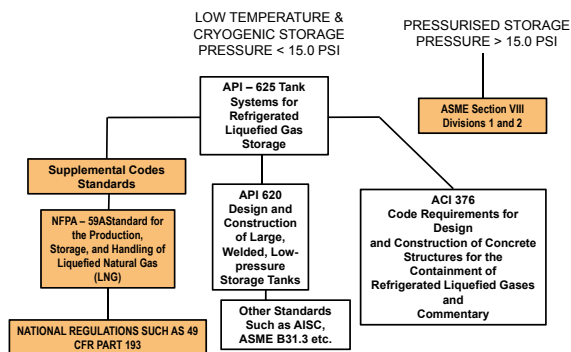 LOW TEMPERATURE &
CRYOGENIC STORAGE
PRESSURE < 15.0 PSI
PRESSURISED STORAGE
PRESSURE > 15.0 PSI
API – 625 Tank
Systems for
Refrigerated
Liquefied Gas
Storage
ASME Section VIII
Divisions 1 and 2
Supplemental Codes
Standards
NFPA – 59AStandard for
the Production,
Storage, and Handling of
Liquefied Natural Gas
(LNG)
NATIONAL REGULATIONS SUCH AS 49
CFR PART 193
API 620
Design and
Construction
of Large,
Welded, Low-
pressure
Storage Tanks
Other Standards
Such as AISC,
ASME B31.3 etc.
ACI 376
Code Requirements for
Design
and Construction of Concrete
Structures for the
Containment of
Refrigerated Liquefied Gases
and
Commentary